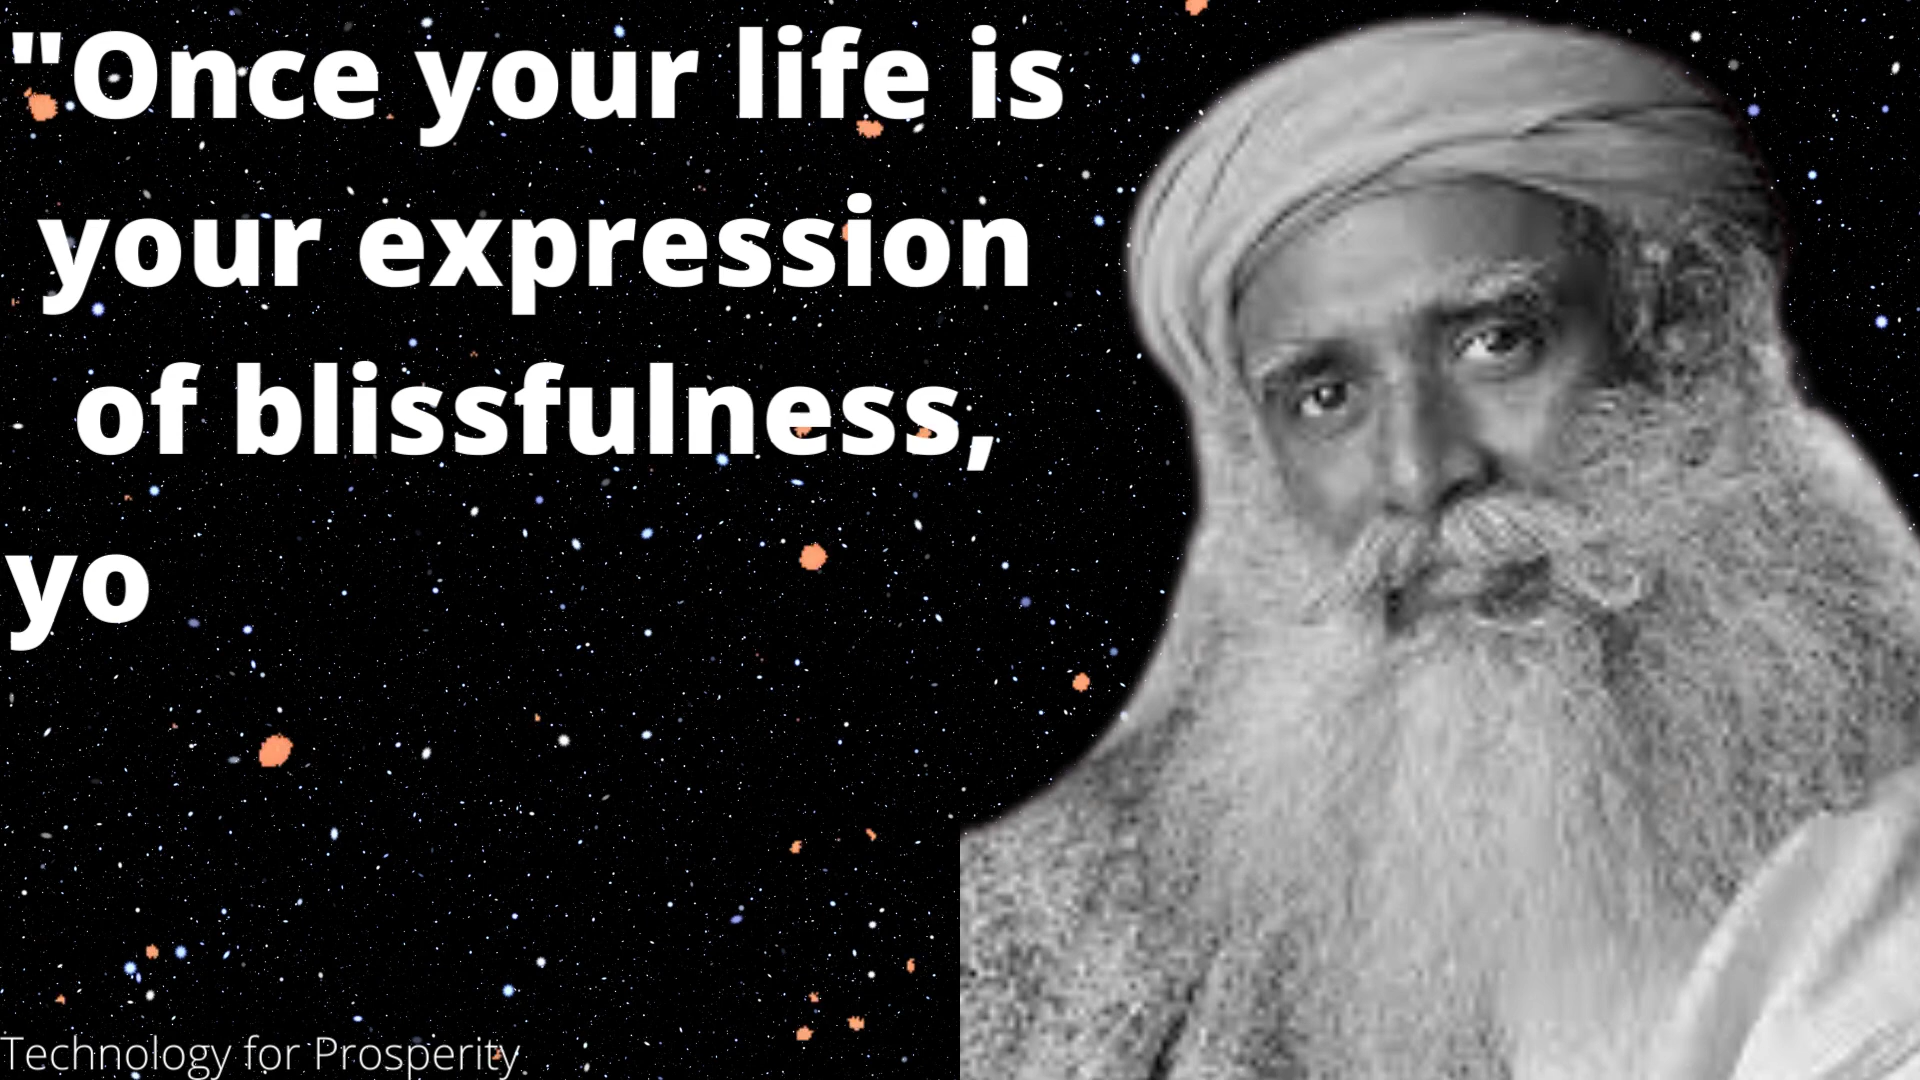 "Once your life is
your expression
of blissfulness,
yo
Technology for Prosperity